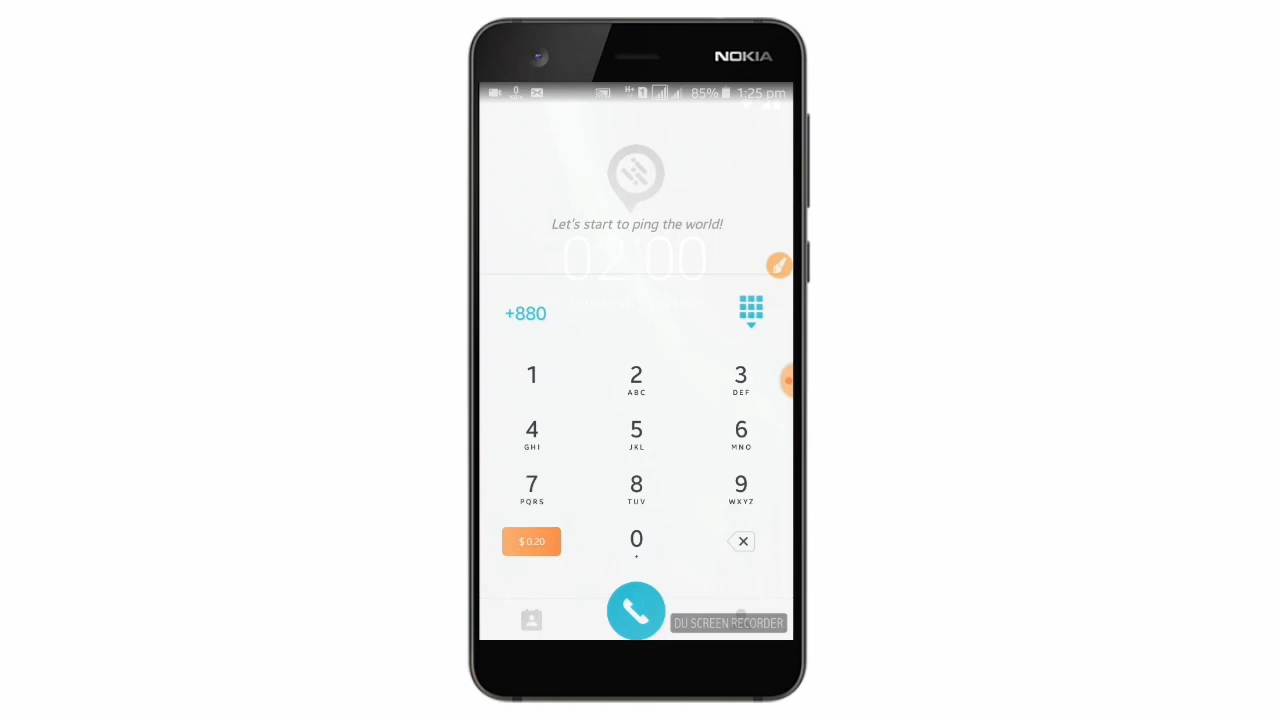 NOKIA
H+ 1 85% 1:25 pm
Let's start to ping the world!
02:00
+880
1 2 3
ABC DEF
4 5 6
GHI JKL MNO
7 8 9
PQRS TUV WXYZ
$ 0.20 0
+
DU SCREEN RECORDER